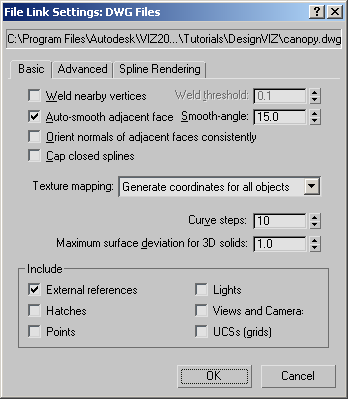 File Link Settings: DWG Files
C:\Program Files\Autodesk\VIZ20...\Tutorials\DesignVIZ\canopy.dwg
Basic Advanced Spline Rendering
Weld nearby vertices Weld threshold: 0.1
Auto-smooth adjacent face Smooth-angle: 15.0
Orient normals of adjacent faces consistently
Cap closed splines
Texture mapping: Generate coordinates for all objects
Curve steps: 10
Maximum surface deviation for 3D solids: 1.0
Include
External references Lights
Hatches Views and Camera:
Points UCSs (grids)
OK Cancel